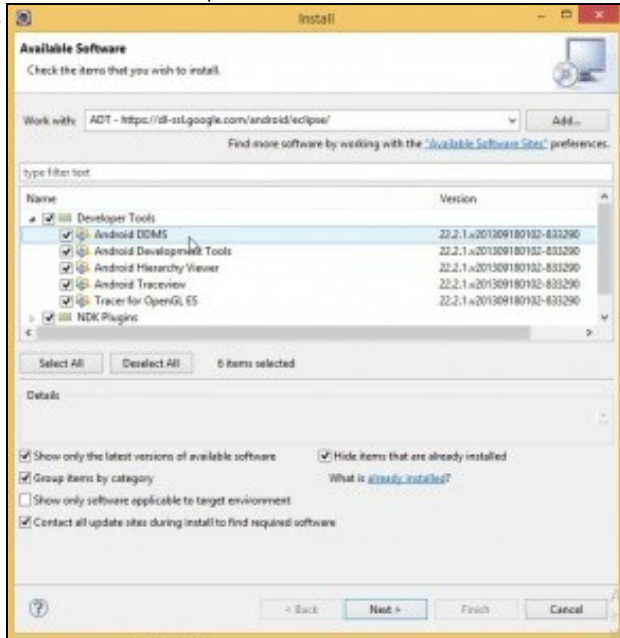 Install
Available Software
Check the items that you wish to install.
Work with: ADT - https://dl-ssl.google.com/android/eclipse/ Add...
Find more software by working with the "Available Software Sites" preferences.
type filter text
Name Version
Developer Tools
Android DDMS 22.2.1.v201309180102-833290
Android Development Tools 22.2.1.v201309180102-833290
Android Hierarchy Viewer 22.2.1.v201309180102-833290
Android Traceview 22.2.1.v201309180102-833290
Tracer for OpenGL ES 22.2.1.v201309180102-833290
NDK Plugins
Select All Deselect All 6 items selected
Details
Show only the latest versions of available software Hide items that are already installed
Group items by category What is already installed?
Show only software applicable to target environment
Contact all update sites during install to find required software
< Back Next > Finish Cancel